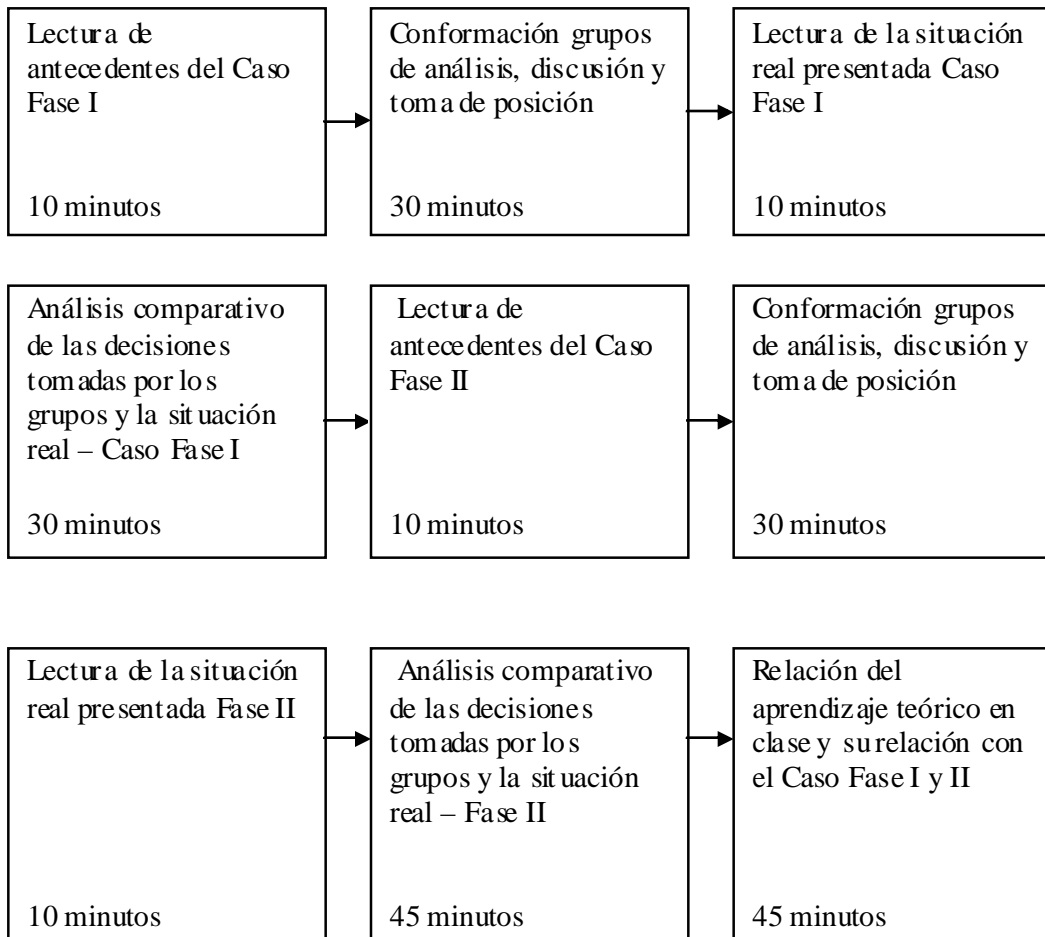 Lectura de
antecedentes del Caso
Fase I
10 minutos
Conformación grupos
de análisis, discusión y
toma de posición
30 minutos
Lectura de la situación
real presentada Caso
Fase I
10 minutos
Análisis comparativo
de las decisiones
tomadas por los
grupos y la situación
real – Caso Fase I
30 minutos
Lectura de
antecedentes del Caso
Fase II
10 minutos
Conformación grupos
de análisis, discusión y
toma de posición
30 minutos
Lectura de la situación
real presentada Fase II
10 minutos
Análisis comparativo
de las decisiones
tomadas por los
grupos y la situación
real – Fase II
45 minutos
Relación del
aprendizaje teórico en
clase y su relación con
el Caso Fase I y II
45 minutos